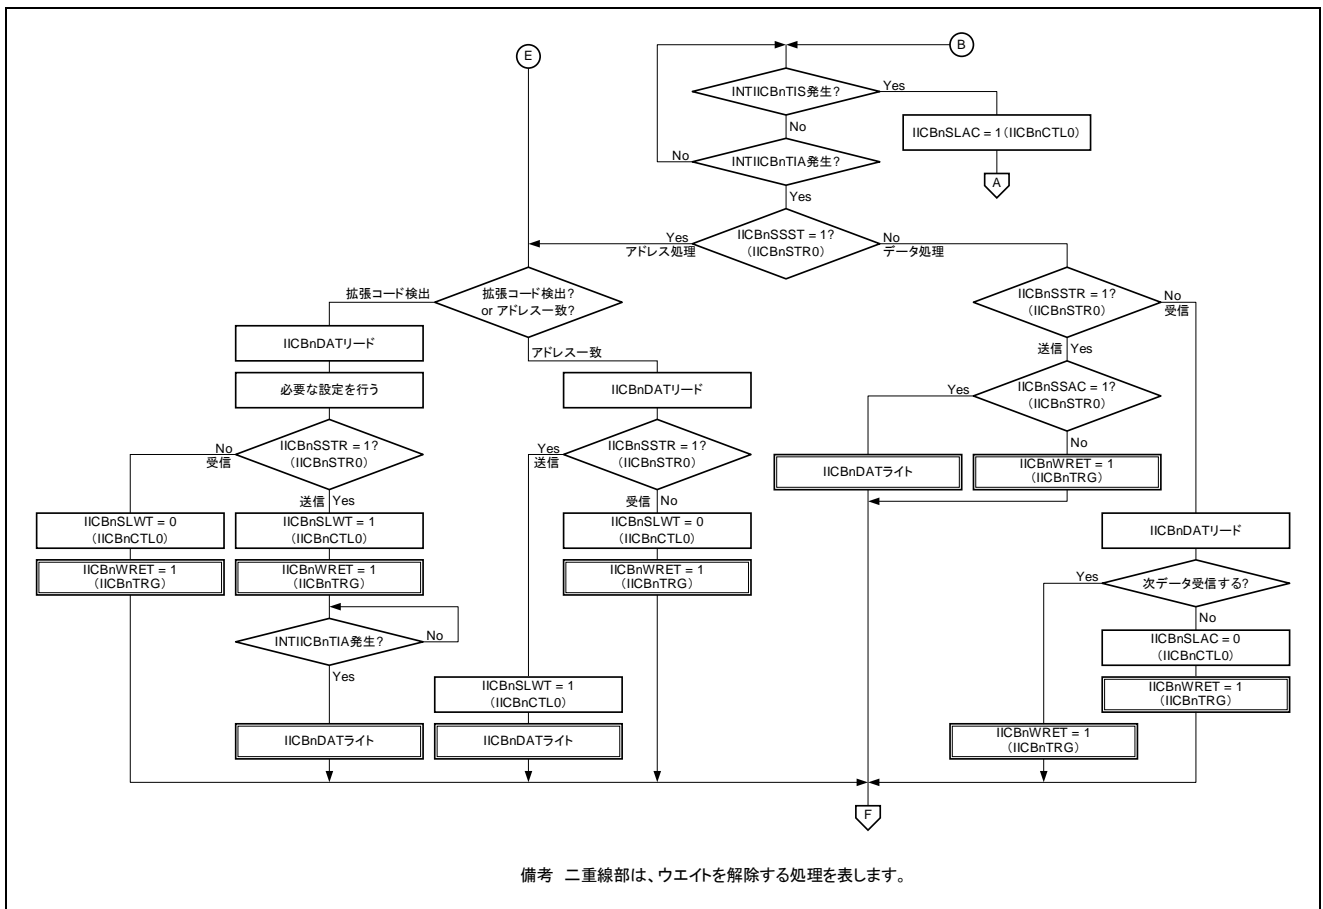 E
B
INTIICBnTIS発生?
Yes
No
IICBnSLAC = 1(IICBnCTL0)
A
No
INTIICBnTIA発生?
Yes
Yes
アドレス処理
IICBnSSST = 1?
(IICBnSTR0)
No
データ処理
拡張コード検出
拡張コード検出?
or アドレス一致?
IICBnSSTR = 1?
(IICBnSTR0)
No
受信
IICBnDATリード
アドレス一致
送信 Yes
必要な設定を行う
IICBnDATリード
Yes
IICBnSSAC = 1?
(IICBnSTR0)
No
No
受信
IICBnSSTR = 1?
(IICBnSTR0)
Yes
送信
IICBnSSTR = 1?
(IICBnSTR0)
IICBnDATライト
IICBnWRET = 1
(IICBnTRG)
送信 Yes
受信 No
IICBnSLWT = 0
(IICBnCTL0)
IICBnSLWT = 1
(IICBnCTL0)
IICBnSLWT = 0
(IICBnCTL0)
IICBnDATリード
IICBnWRET = 1
(IICBnTRG)
IICBnWRET = 1
(IICBnTRG)
IICBnWRET = 1
(IICBnTRG)
Yes
次データ受信する?
No
INTIICBnTIA発生?
No
Yes
IICBnSLAC = 0
(IICBnCTL0)
IICBnSLWT = 1
(IICBnCTL0)
IICBnWRET = 1
(IICBnTRG)
IICBnDATライト
IICBnDATライト
IICBnWRET = 1
(IICBnTRG)
F
備考 二重線部は、ウエイトを解除する処理を表します。